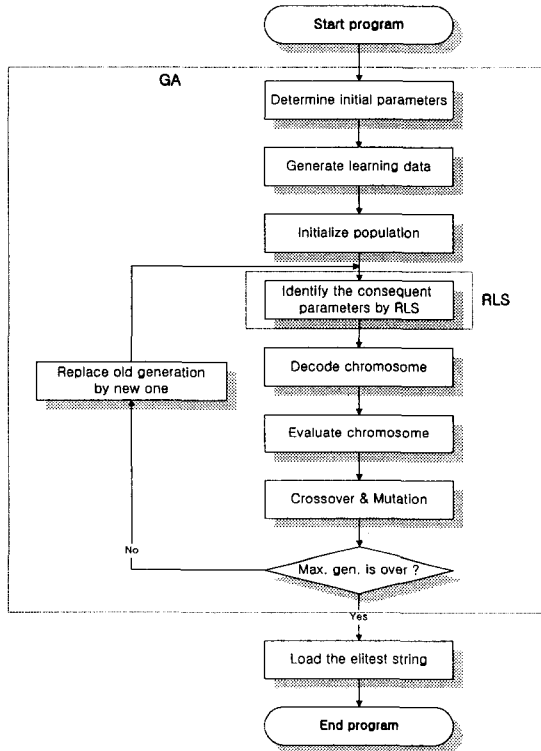 Start program
GA
Determine initial parameters
Generate learning data
Initialize population
Identify the consequent
parameters by RLS
RLS
Decode chromosome
Replace old generation
by new one
Evaluate chromosome
Crossover & Mutation
No
Max. gen. is over ?
Yes
Load the elitest string
End program